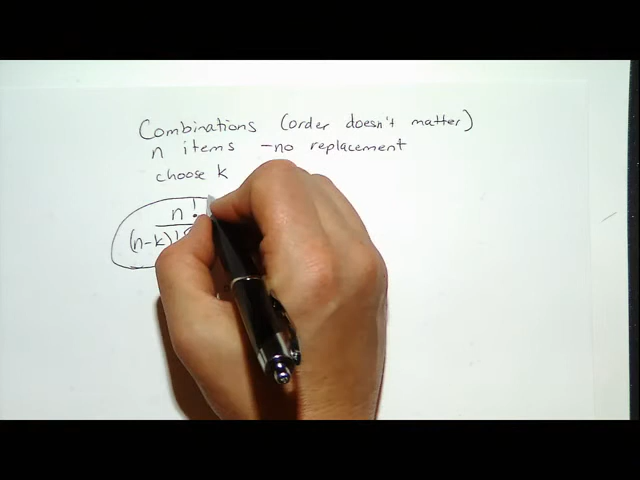 Combinations (order doesn't matter)
n items - no replacement
choose k
n!
(n-k)!